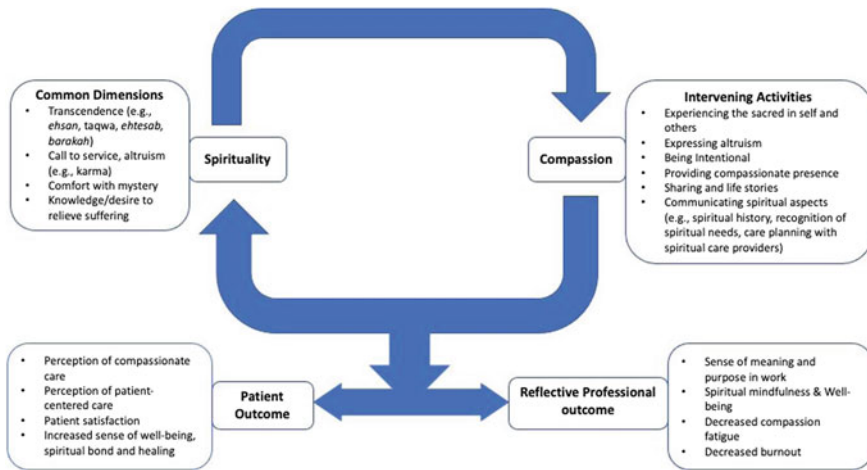 Common Dimensions
• Transcendence (e.g.,
ehsan, taqwa, ehtesab,
barakah)
• Call to service, altruism
(e.g., karma)
• Comfort with mystery
• Knowledge/desire to
relieve suffering
Spirituality
Compassion
Intervening Activities
• Experiencing the sacred in self and
others
• Expressing altruism
• Being Intentional
• Providing compassionate presence
• Sharing and life stories
• Communicating spiritual aspects
(e.g., spiritual history, recognition of
spiritual needs, care planning with
spiritual care providers)
• Perception of compassionate
care
• Perception of patient-
centered care
• Patient satisfaction
• Increased sense of well-being,
spiritual bond and healing
Patient
Outcome
Reflective Professional
outcome
• Sense of meaning and
purpose in work
• Spiritual mindfulness & Well-
being
• Decreased compassion
fatigue
• Decreased burnout